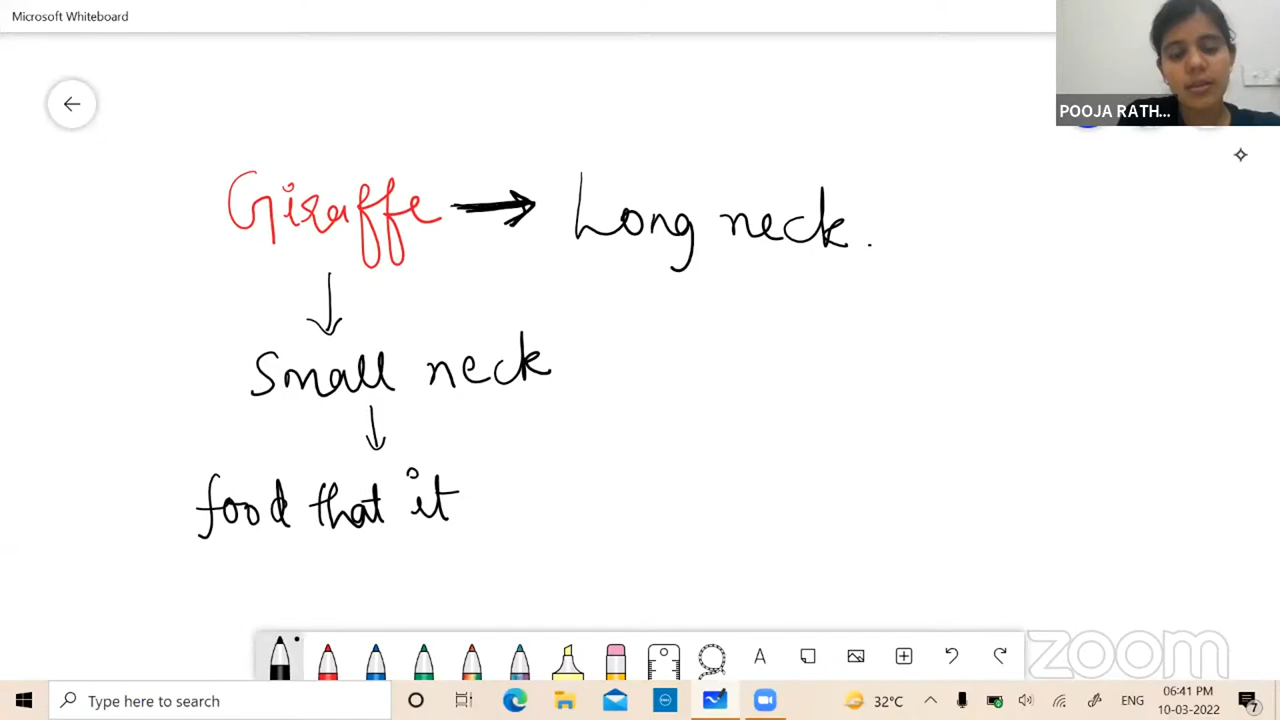 Microsoft Whiteboard
POOJA RATH...
Giraffe → Long neck.
↓
Small neck
↓
food that it
A
zoom
Type here to search
32°C
ENG
06:41 PM
10-03-2022
7